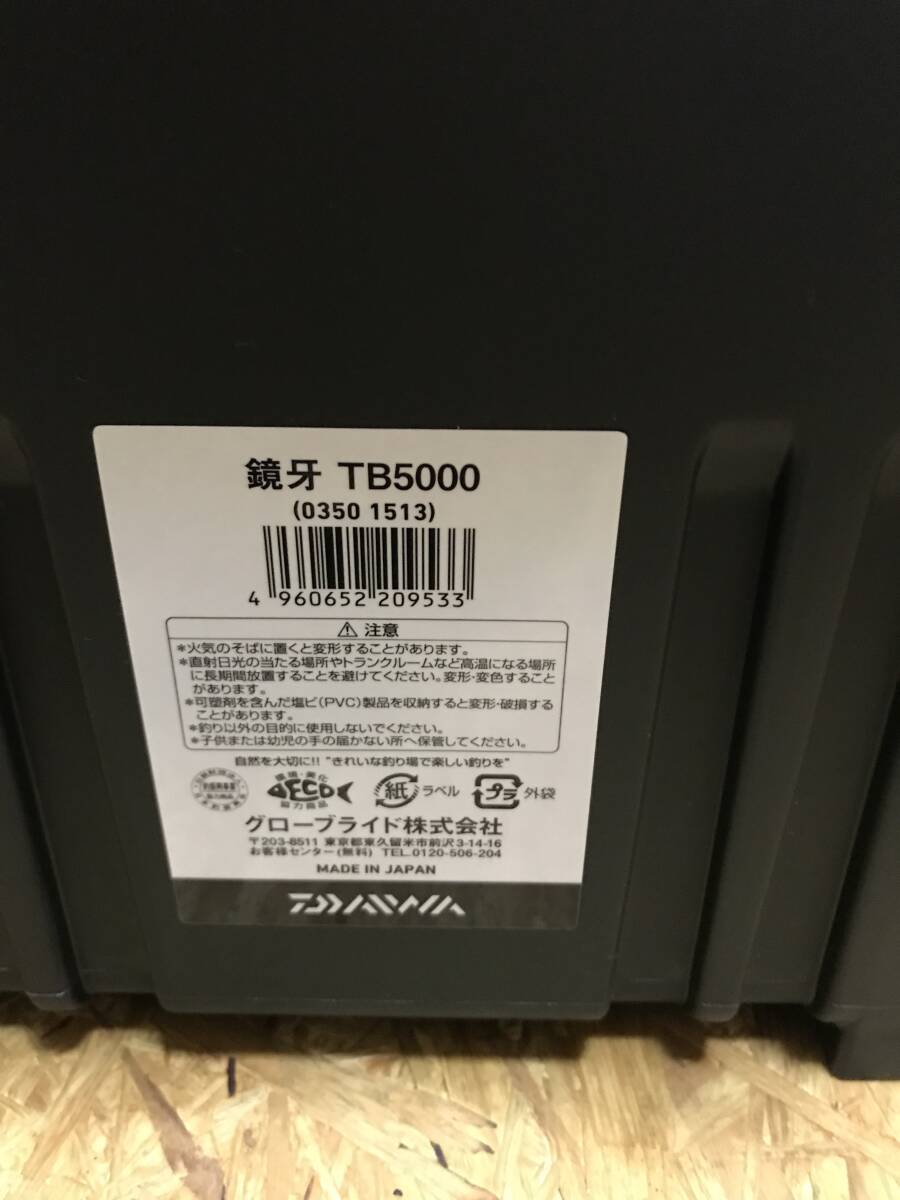 鏡牙 TB5000
(0350 1513)
4 960652 209533
⚠ 注意
*火気のそばに置くと変形することがあります。
*直射日光の当たる場所やトランクルームなど高温になる場所
に長期間放置することを避けてください。変形・変色すること
があります。
*可塑剤を含んだ塩ビ(PVC)製品を収納すると変形・破損する
ことがあります。
*釣り以外の目的に使用しないでください。
*子供または幼児の手の届かない所へ保管してください。
自然を大切に!! "きれいな釣り場で楽しい釣りを"
環境・美化
ECO
協力商品
紙 ラベル
プラ 外袋
グローブライド株式会社
〒203-8511 東京都東久留米市前沢3-14-16
お客様センター(無料) TEL.0120-506-204
MADE IN JAPAN
DAIWA